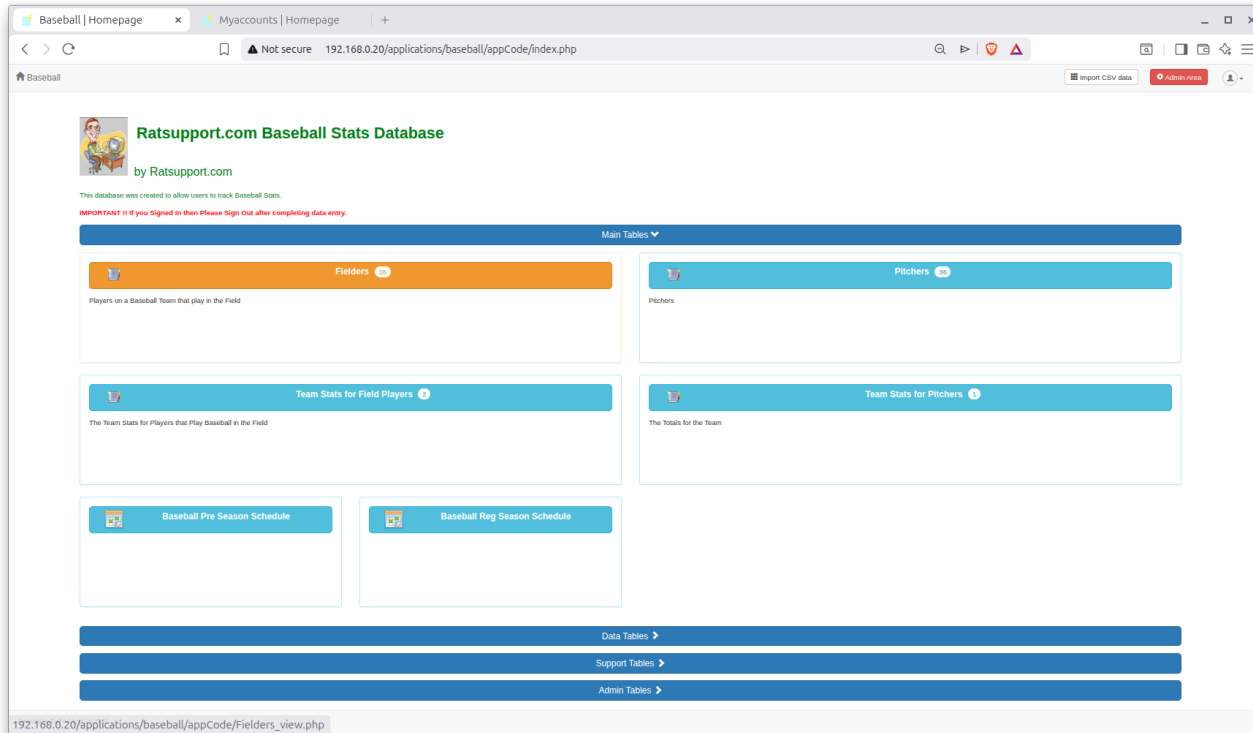 Baseball | Homepage
Myaccounts | Homepage
Not secure 192.168.0.20/applications/baseball/appCode/index.php
Baseball
Import CSV data
Admin Area
Ratsupport.com Baseball Stats Database
by Ratsupport.com
This database was created to allow users to track Baseball Stats.
IMPORTANT !! If you Signed In then Please Sign Out after completing data entry.
Main Tables
Fielders 16
Pitchers 36
Players on a Baseball Team that play in the Field
Pitchers
Team Stats for Field Players 2
Team Stats for Pitchers 1
The Team Stats for Players that Play Baseball in the Field
The Totals for the Team
Baseball Pre Season Schedule
Baseball Reg Season Schedule
Data Tables
Support Tables
Admin Tables
192.168.0.20/applications/baseball/appCode/Fielders_view.php